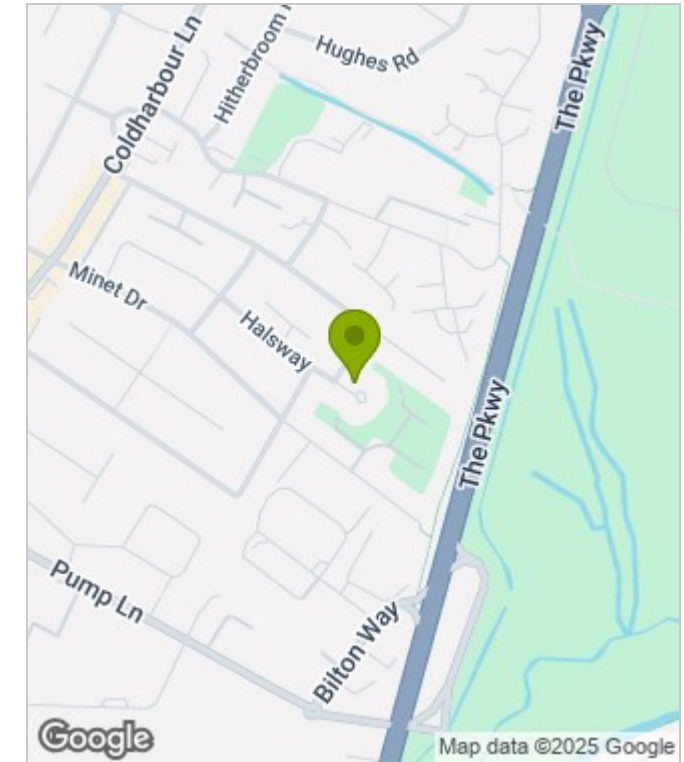 The Pkwy
Coldharbour Ln
Hitherbroom
Hughes Rd
Minet Dr
Halsway
The Pkwy
Pump Ln
Bilton Way
Google
Map data ©2025 Google